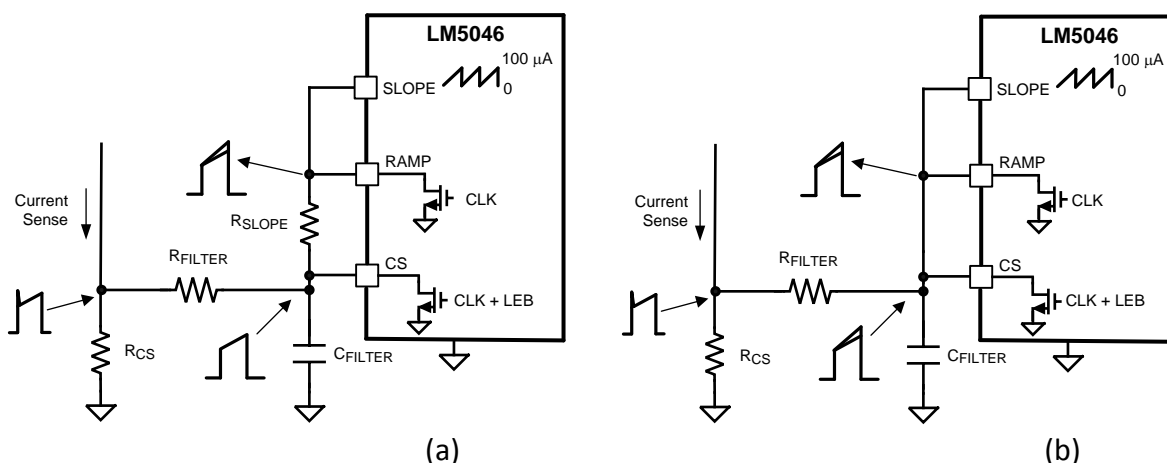 LM5046
100 μA
0
SLOPE
RAMP
CLK
Current
Sense
RSLOPE
RFILTER
CS
CLK + LEB
RCS
CFILTER
(a)
LM5046
100 μA
0
SLOPE
RAMP
CLK
Current
Sense
RFILTER
CS
CLK + LEB
RCS
CFILTER
(b)